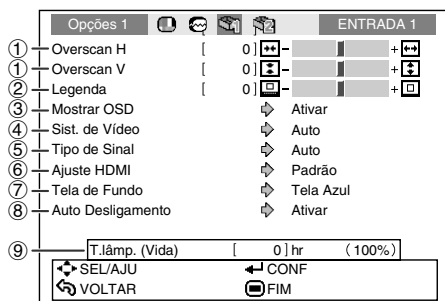 Opções 1 ENTRADA 1
① Overscan H [ 0 ] - +
① Overscan V [ 0 ] - +
② Legenda [ 0 ] - +
③ Mostrar OSD Ativar
④ Sist. de Vídeo Auto
⑤ Tipo de Sinal Auto
⑥ Ajuste HDMI Padrão
⑦ Tela de Fundo Tela Azul
⑧ Auto Desligamento Ativar
⑨ T.lâmp. (Vida) [ 0 ] hr (100%)
SEL/AJU CONF
VOLTAR FIM